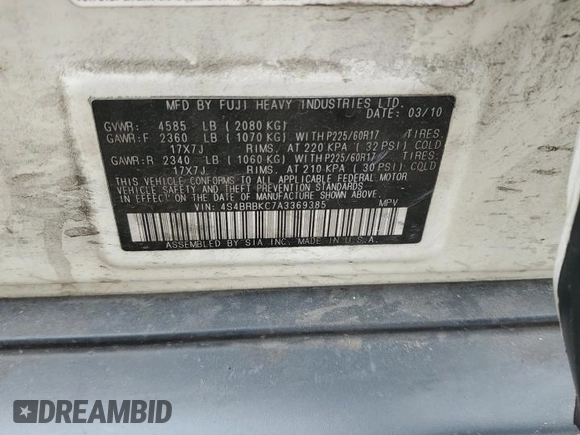 MFD BY FUJI HEAVY INDUSTRIES LTD.
DATE: 03/10
GVWR: 4585 LB (2080 KG)
GAWR:F 2360 LB (1070 KG) WITH P225/60R17 TIRES.
17X7J RIMS. AT 220 KPA (32 PSI) COLD
GAWR:R 2340 LB (1060 KG) WITH P225/60R17 TIRES.
17X7J RIMS. AT 210 KPA (30 PSI) COLD
THIS VEHICLE CONFORMS TO ALL APPLICABLE FEDERAL MOTOR
VEHICLE SAFETY AND THEFT PREVENTION STANDARDS IN
EFFECT ON THE DATE OF MANUFACTURE SHOWN ABOVE.
VIN: 4S4BRBKC7A3369385 MPV
ASSEMBLED BY SIA INC. MADE IN U.S.A.
DREAMBID